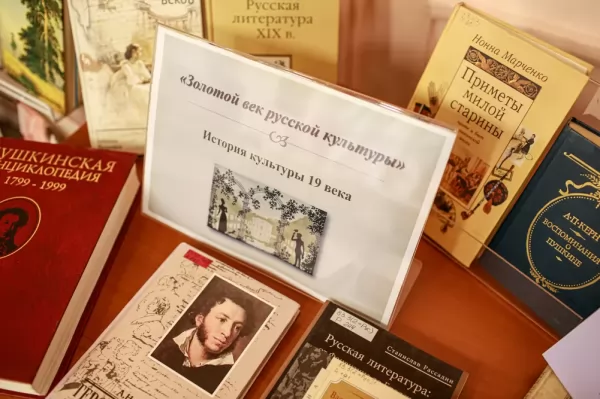 Русская
литература
XIX в.
«Золотой век русской культуры»
История культуры 19 века
Нонна Марченко
Приметы
милой
старины
А.П. КЕРН
ВОСПОМИНАНИЯ
О
ПУШКИНЕ
ПУШКИНСКАЯ
1799 - 1999
Станислав Рассадин
Русская литература: